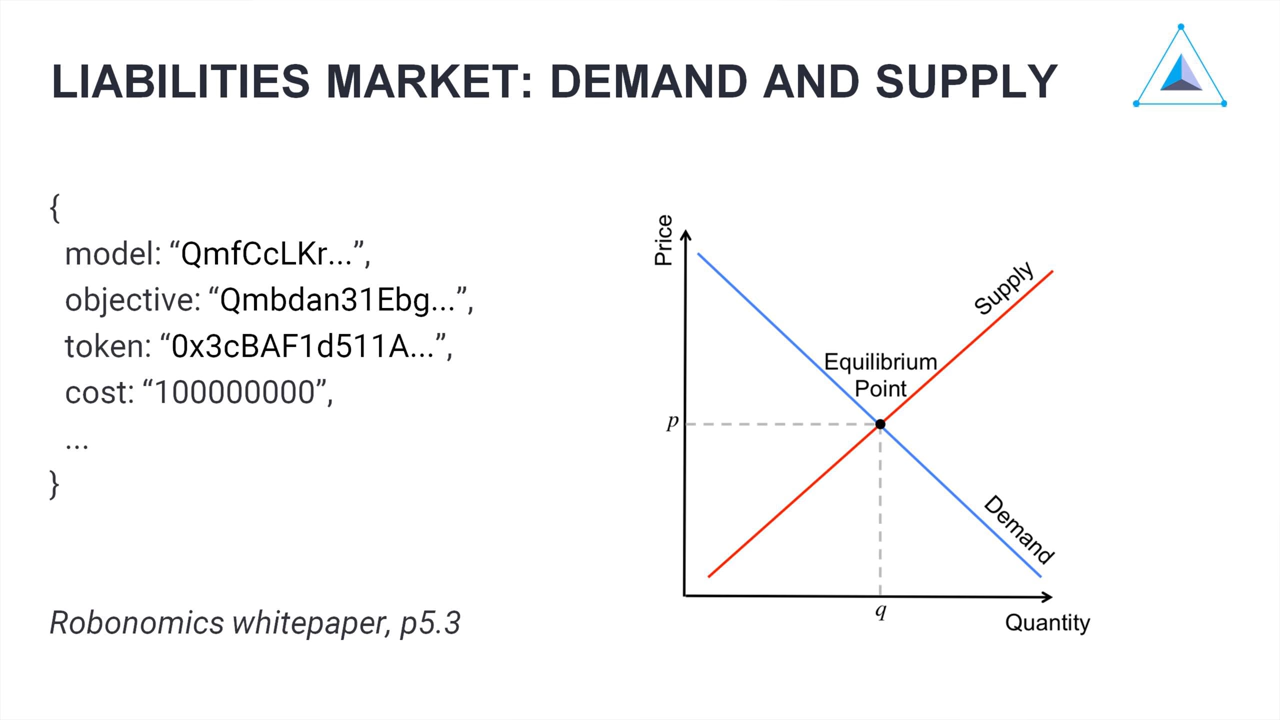 LIABILITIES MARKET: DEMAND AND SUPPLY
{
model: “QmfCcLKr...”,
objective: “Qmbdan31Ebg...”,
token: “0x3cBAF1d511A...”,
cost: “100000000”,
...
}
Robonomics whitepaper, p5.3
Price
Supply
Equilibrium
Point
p
Demand
q
Quantity